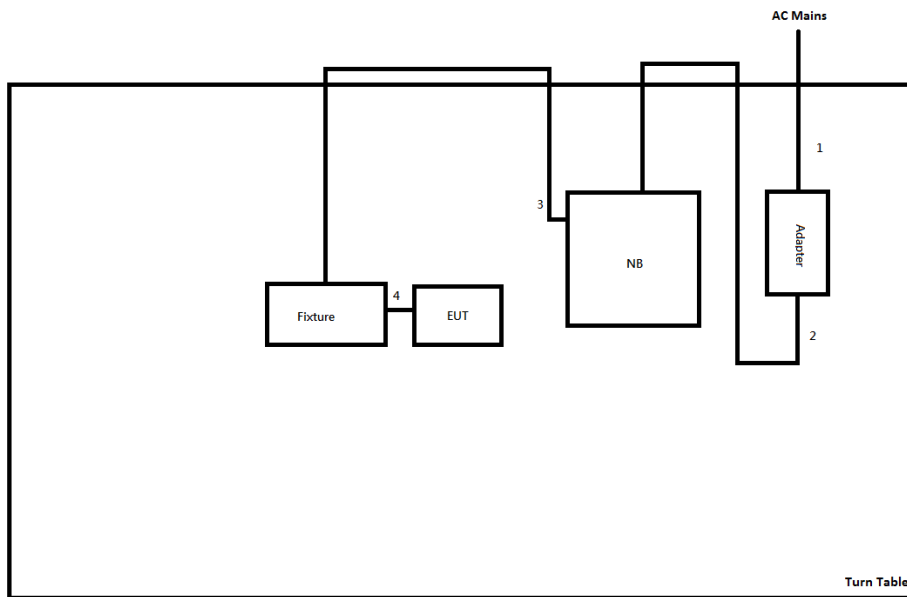 AC Mains
1
3
Adapter
NB
4
Fixture
EUT
2
Turn Table